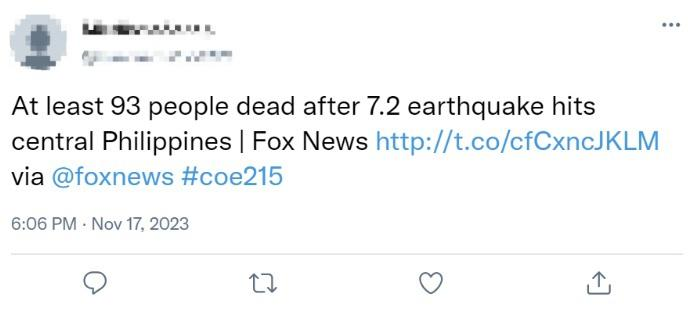 At least 93 people dead after 7.2 earthquake hits
central Philippines | Fox News http://t.co/cfCxncJKLM
via @foxnews #coe215
6:06 PM · Nov 17, 2023